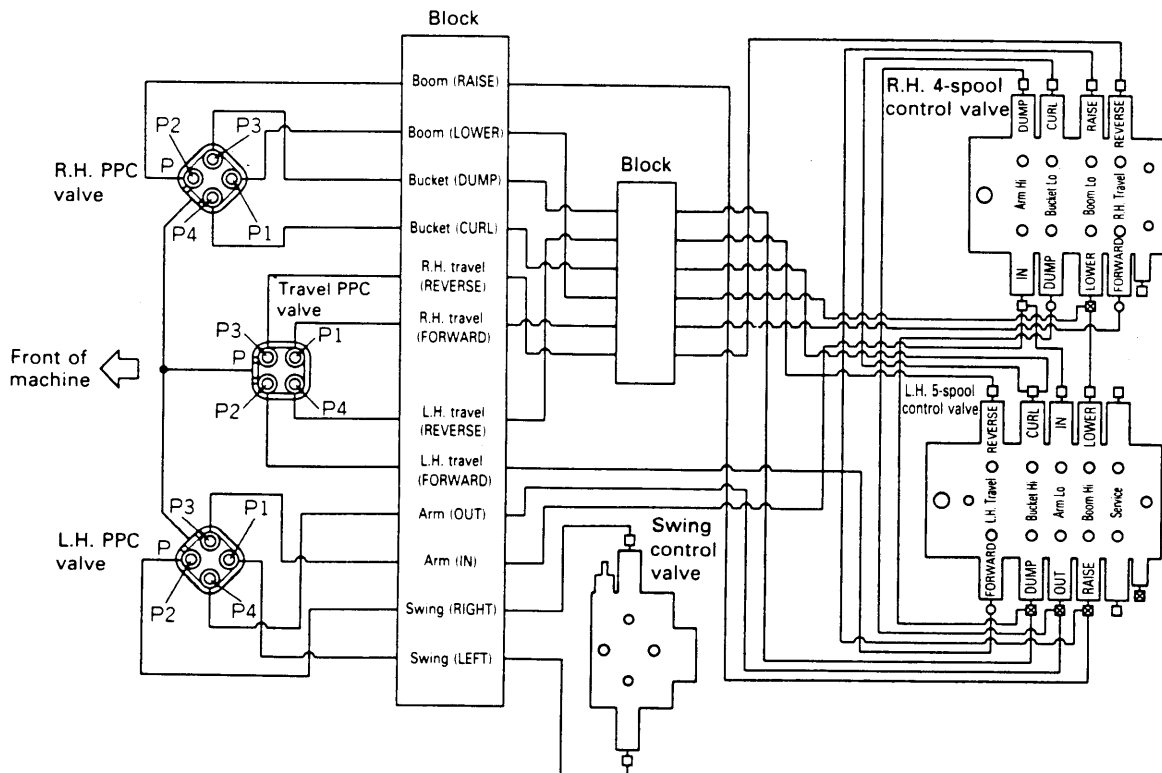 Block
Boom (RAISE)
Boom (LOWER)
Bucket (DUMP)
Bucket (CURL)
R.H. travel
(REVERSE)
R.H. travel
(FORWARD)
L.H. travel
(REVERSE)
L.H. travel
(FORWARD)
Arm (OUT)
Arm (IN)
Swing (RIGHT)
Swing (LEFT)
P2
P3
P
R.H. PPC
valve
P4
P1
Travel PPC
valve
P3
P1
P
P2
P4
Front of
machine
P3
P1
L.H. PPC
valve
P
P2
P4
Block
Swing
control
valve
R.H. 4-spool
control valve
DUMP
CURL
RAISE
REVERSE
Arm Hi
Bucket Lo
Boom Lo
R.H. Travel
IN
DUMP
LOWER
FORWARD
L.H. 5-spool
control valve
REVERSE
CURL
IN
LOWER
L.H. Travel
Bucket Hi
Arm Lo
Boom Hi
Service
FORWARD
DUMP
OUT
RAISE